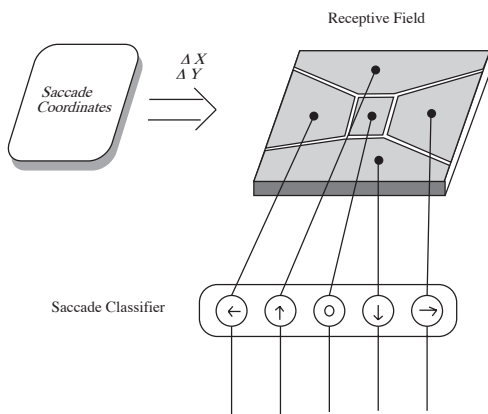 Receptive Field
Δ X
Δ Y
Saccade
Coordinates
Saccade Classifier
← ↑ O ↓ →